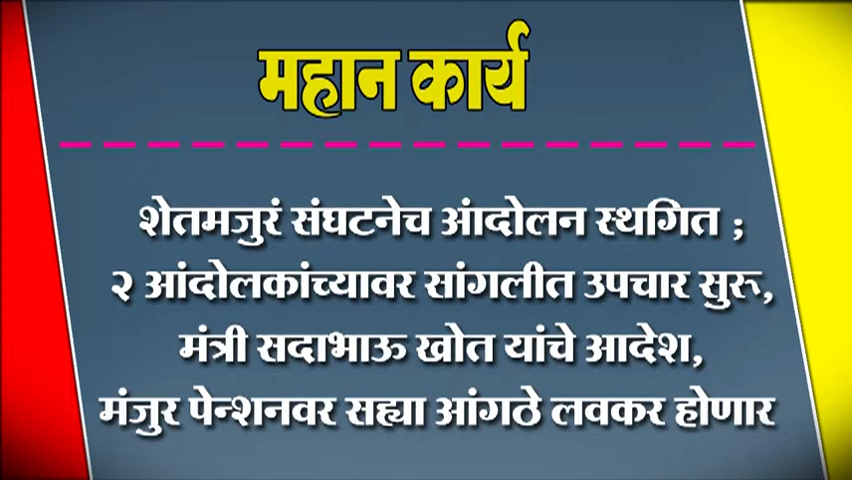 महान कार्य
शेतमजुरं संघटनेच आंदोलन स्थगित ;
२ आंदोलकांच्यावर सांगलीत उपचार सुरू,
मंत्री सदाभाऊ खोत यांचे आदेश,
मंजुर पेन्शनवर सह्या आंगठे लवकर होणार